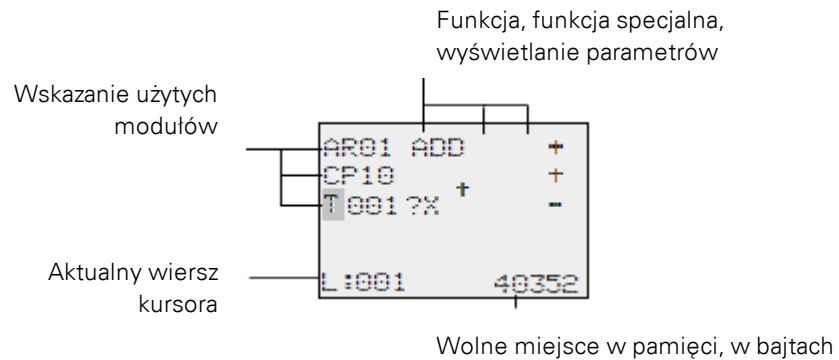 Funkcja, funkcja specjalna,
wyświetlanie parametrów
Wskazanie użytych
modułów
AR01 ADD +
CP10 +
T 001 ?X † -
L:001 40352
Aktualny wiersz
kursora
Wolne miejsce w pamięci, w bajtach